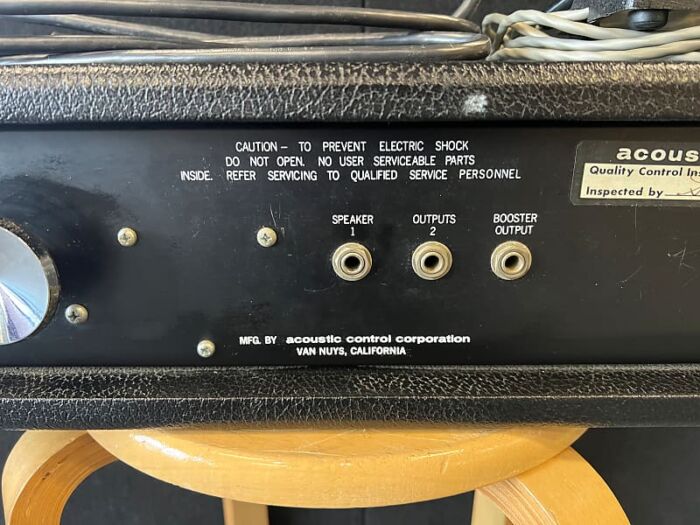 CAUTION — TO PREVENT ELECTRIC SHOCK
DO NOT OPEN. NO USER SERVICEABLE PARTS
INSIDE. REFER SERVICING TO QUALIFIED SERVICE PERSONNEL
SPEAKER OUTPUTS
1 2
BOOSTER
OUTPUT
MFG. BY acoustic control corporation
VAN NUYS, CALIFORNIA
acous
Quality Control Ins
Inspected by